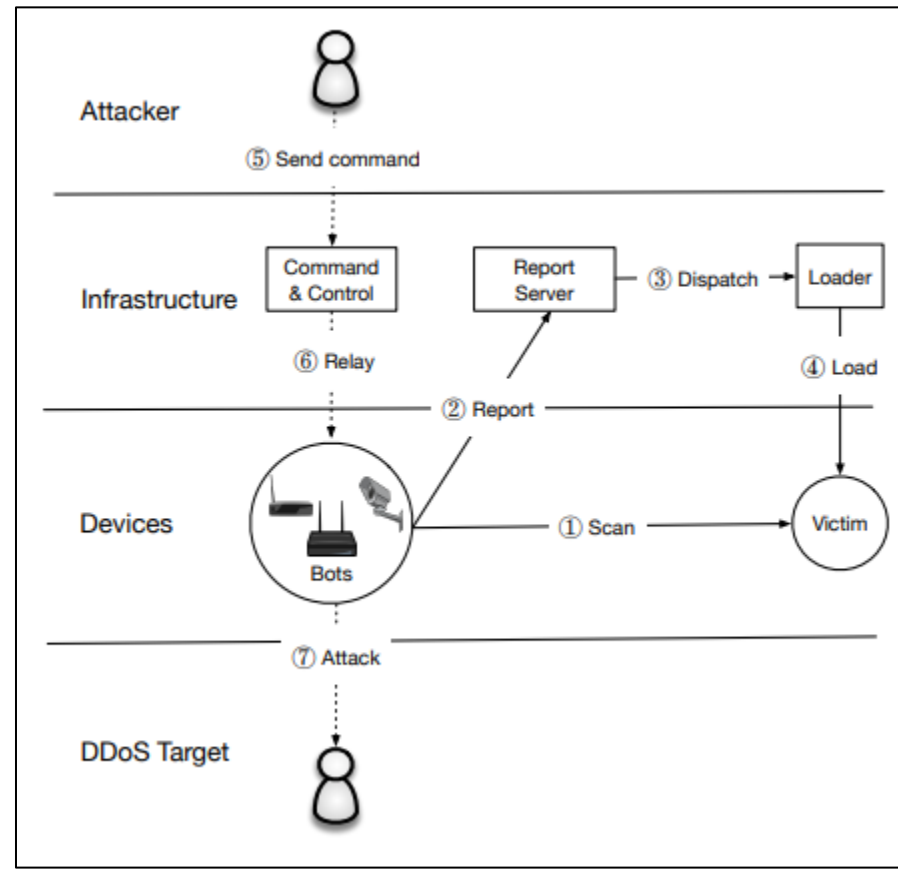 Attacker
⑤ Send command
Infrastructure
Command
& Control
Report
Server
③ Dispatch
Loader
⑥ Relay
④ Load
② Report
Devices
Bots
① Scan
Victim
⑦ Attack
DDoS Target